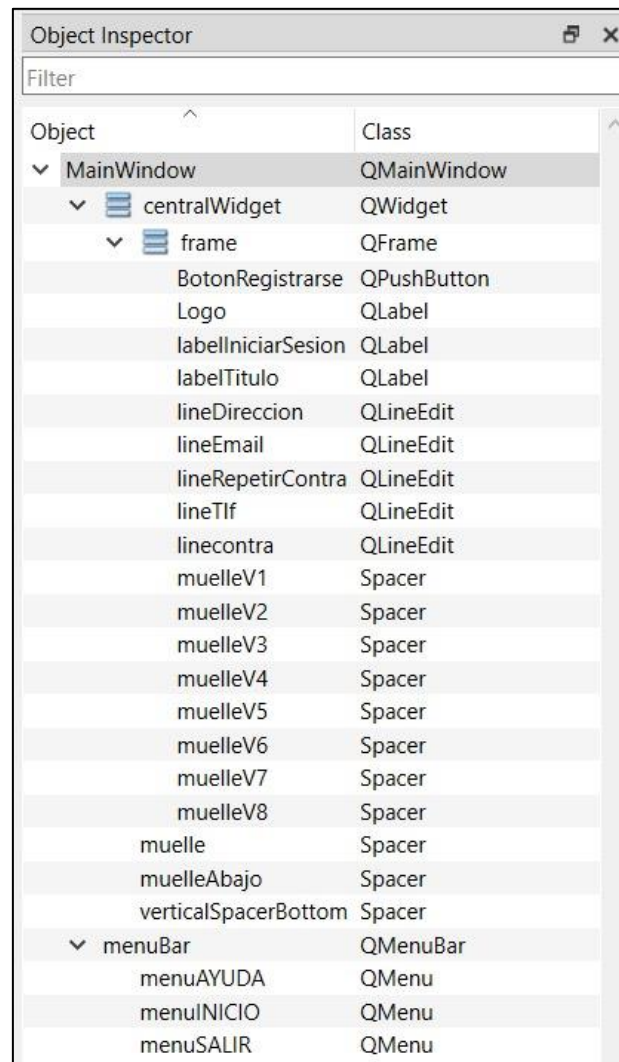 Object Inspector
Filter
Object Class
MainWindow QMainWindow
centralWidget QWidget
frame QFrame
BotonRegistrarse QPushButton
Logo QLabel
labelIniciarSesion QLabel
labelTitulo QLabel
lineDireccion QLineEdit
lineEmail QLineEdit
lineRepetirContra QLineEdit
lineTlf QLineEdit
linecontra QLineEdit
muelleV1 Spacer
muelleV2 Spacer
muelleV3 Spacer
muelleV4 Spacer
muelleV5 Spacer
muelleV6 Spacer
muelleV7 Spacer
muelleV8 Spacer
muelle Spacer
muelleAbajo Spacer
verticalSpacerBottom Spacer
menuBar QMenuBar
menuAYUDA QMenu
menuINICIO QMenu
menuSALIR QMenu